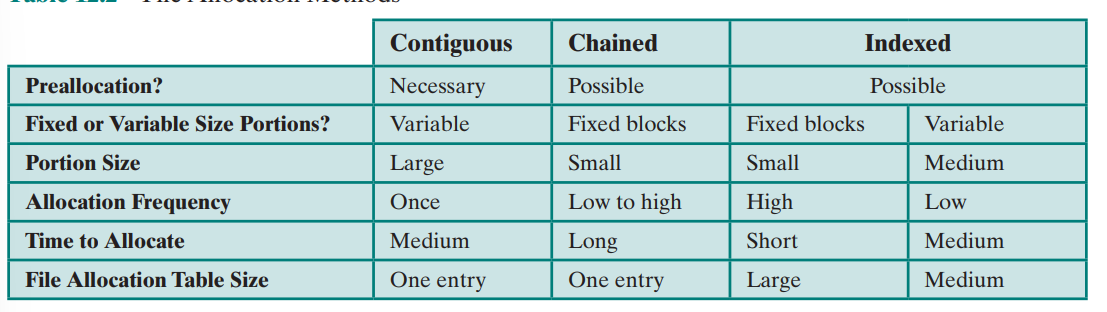 Contiguous Chained Indexed
Preallocation? Necessary Possible Possible
Fixed or Variable Size Portions? Variable Fixed blocks Fixed blocks Variable
Portion Size Large Small Small Medium
Allocation Frequency Once Low to high High Low
Time to Allocate Medium Long Short Medium
File Allocation Table Size One entry One entry Large Medium